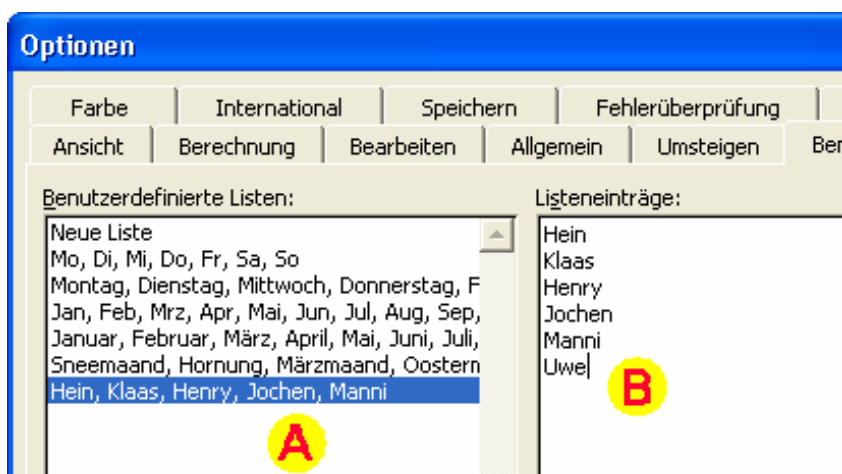 Optionen
Farbe International Speichern Fehlerüberprüfung
Ansicht Berechnung Bearbeiten Allgemein Umsteigen Ben
Benutzerdefinierte Listen:
Neue Liste
Mo, Di, Mi, Do, Fr, Sa, So
Montag, Dienstag, Mittwoch, Donnerstag, F
Jan, Feb, Mrz, Apr, Mai, Jun, Jul, Aug, Sep,
Januar, Februar, März, April, Mai, Juni, Juli,
Sneemaand, Hornung, Märzmaand, Oostern
Hein, Klaas, Henry, Jochen, Manni
A
Listeneinträge:
Hein
Klaas
Henry
Jochen
Manni
Uwe
B